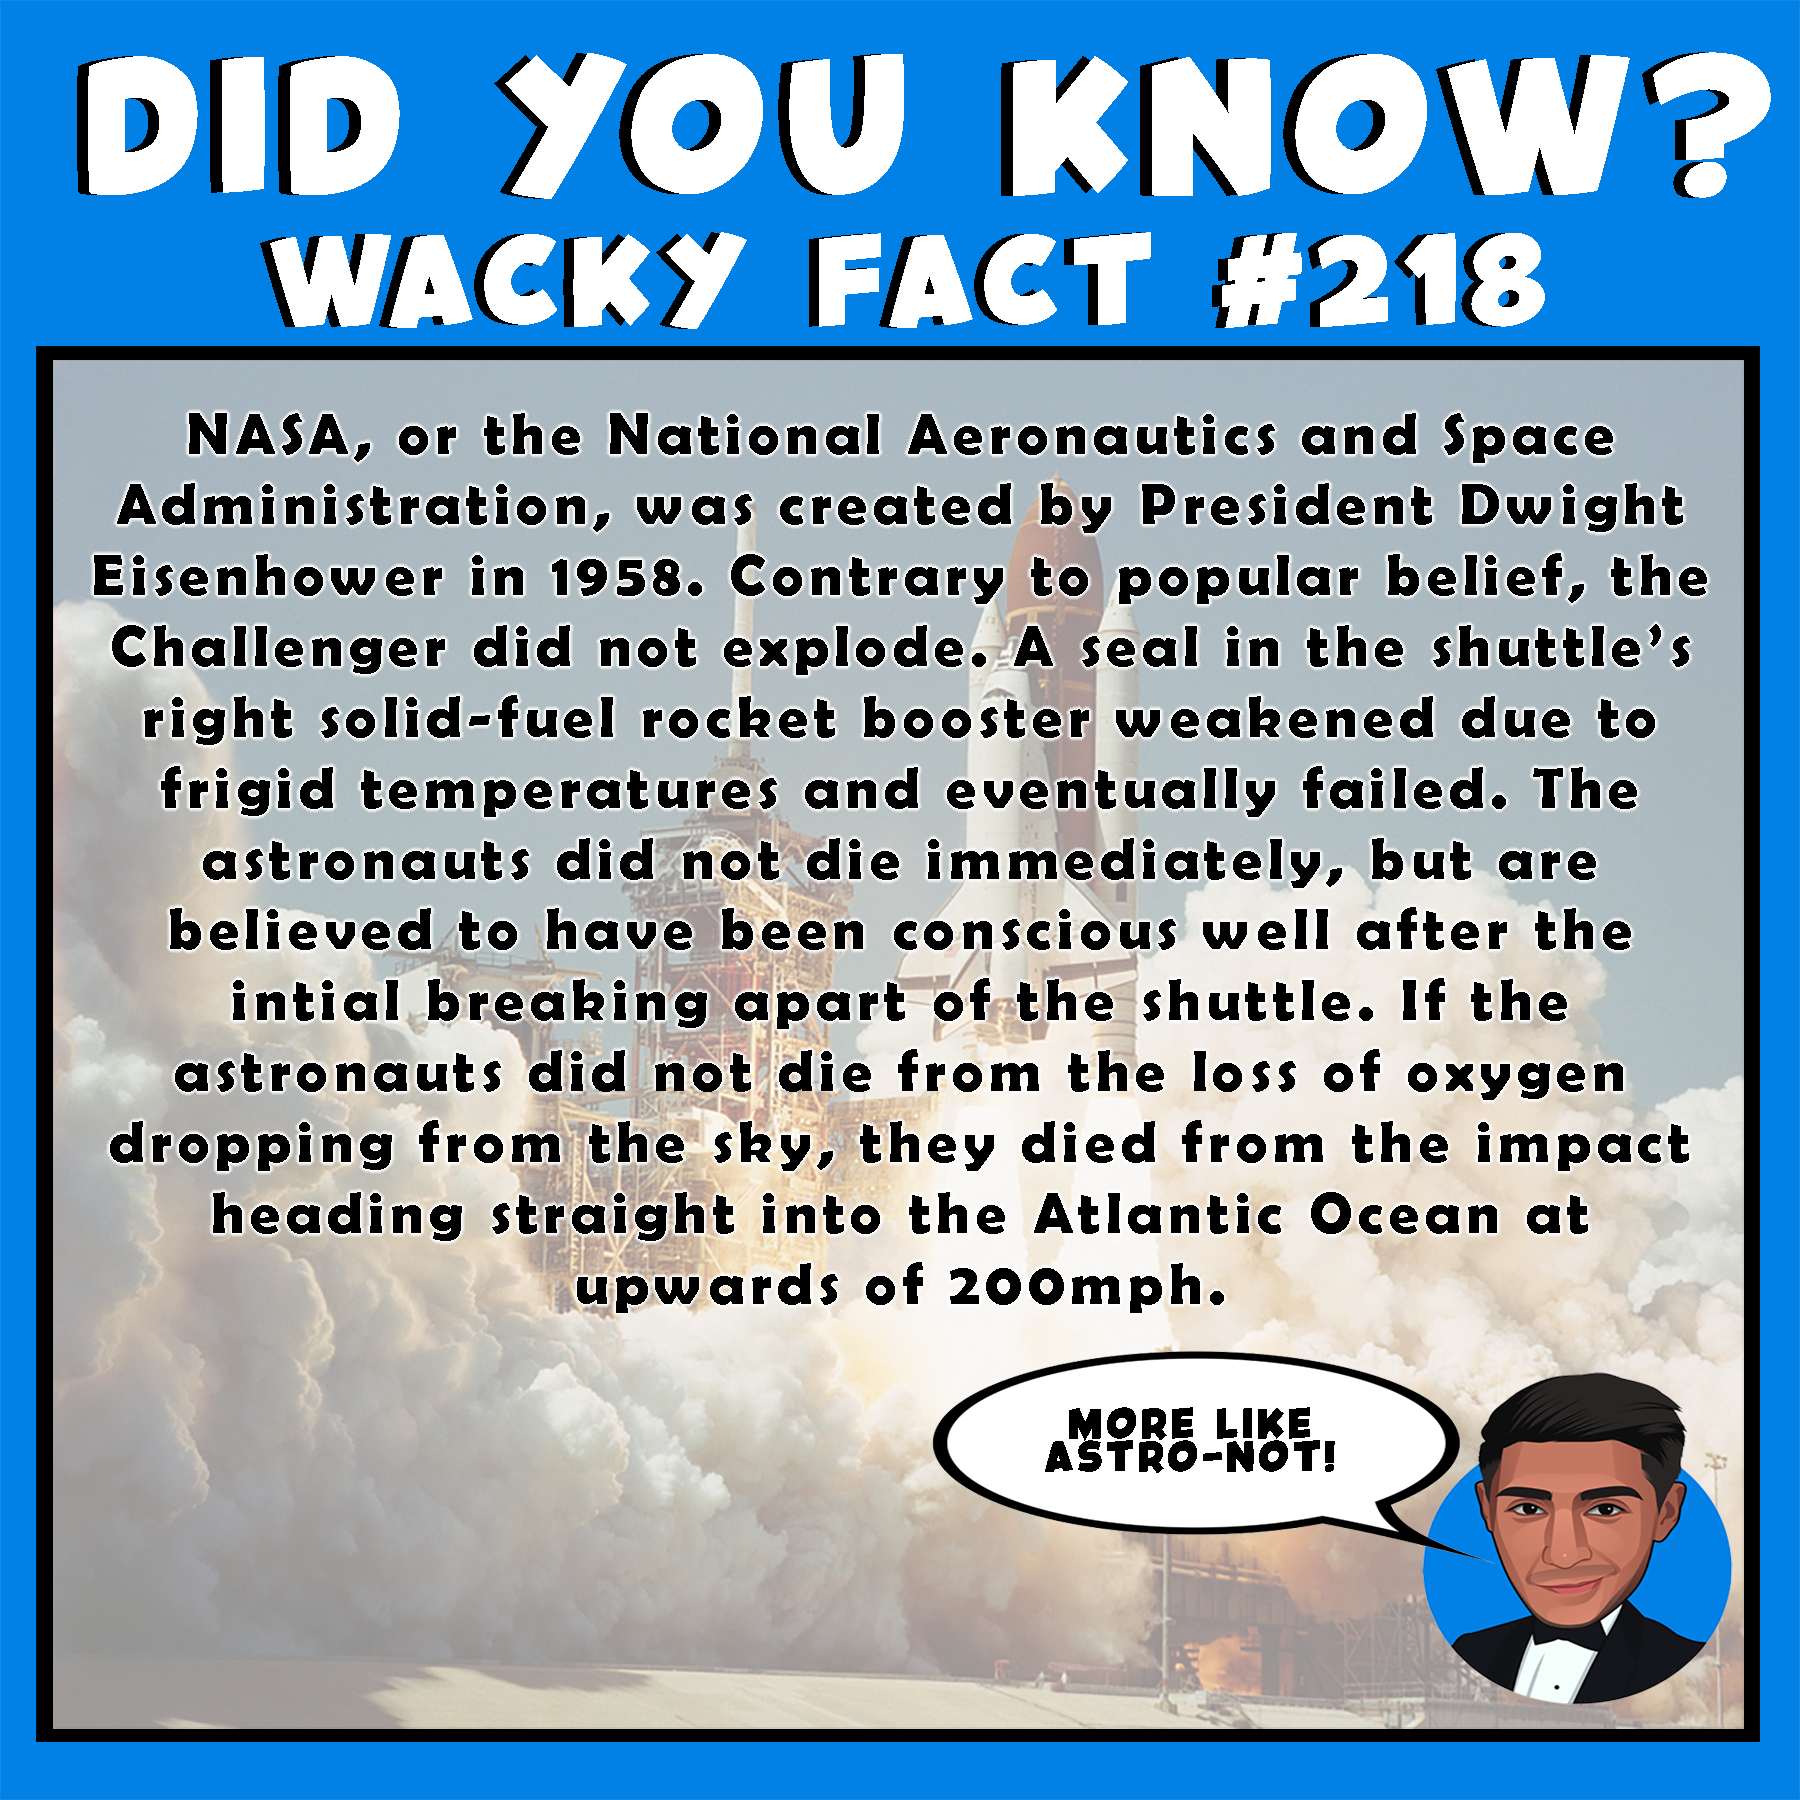 DID YOU KNOW?
WACKY FACT #218
NASA, or the National Aeronautics and Space
Administration, was created by President Dwight
Eisenhower in 1958. Contrary to popular belief, the
Challenger did not explode. A seal in the shuttle’s
right solid-fuel rocket booster weakened due to
frigid temperatures and eventually failed. The
astronauts did not die immediately, but are
believed to have been conscious well after the
intial breaking apart of the shuttle. If the
astronauts did not die from the loss of oxygen
dropping from the sky, they died from the impact
heading straight into the Atlantic Ocean at
upwards of 200mph.
MORE LIKE
ASTRO-NOT!